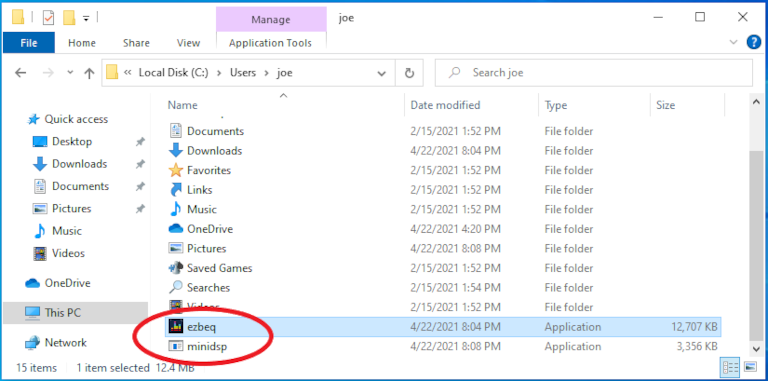 Manage joe
File Home Share View Application Tools
« Local Disk (C:) › Users › joe Search joe
Name Date modified Type Size
Quick access
Desktop
Downloads
Documents
Pictures
Music
Videos
OneDrive
This PC
Network
Documents 2/15/2021 1:52 PM File folder
Downloads 4/22/2021 8:04 PM File folder
Favorites 2/15/2021 1:52 PM File folder
Links 2/15/2021 1:52 PM File folder
Music 2/15/2021 1:52 PM File folder
OneDrive 4/22/2021 4:20 PM File folder
Pictures 4/22/2021 8:08 PM File folder
Saved Games 2/15/2021 1:52 PM File folder
Searches 2/15/2021 1:54 PM File folder
Videos 2/15/2021 1:52 PM File folder
ezbeq 4/22/2021 8:04 PM Application 12,707 KB
minidsp 4/22/2021 8:08 PM Application 3,356 KB
15 items 1 item selected 12.4 MB